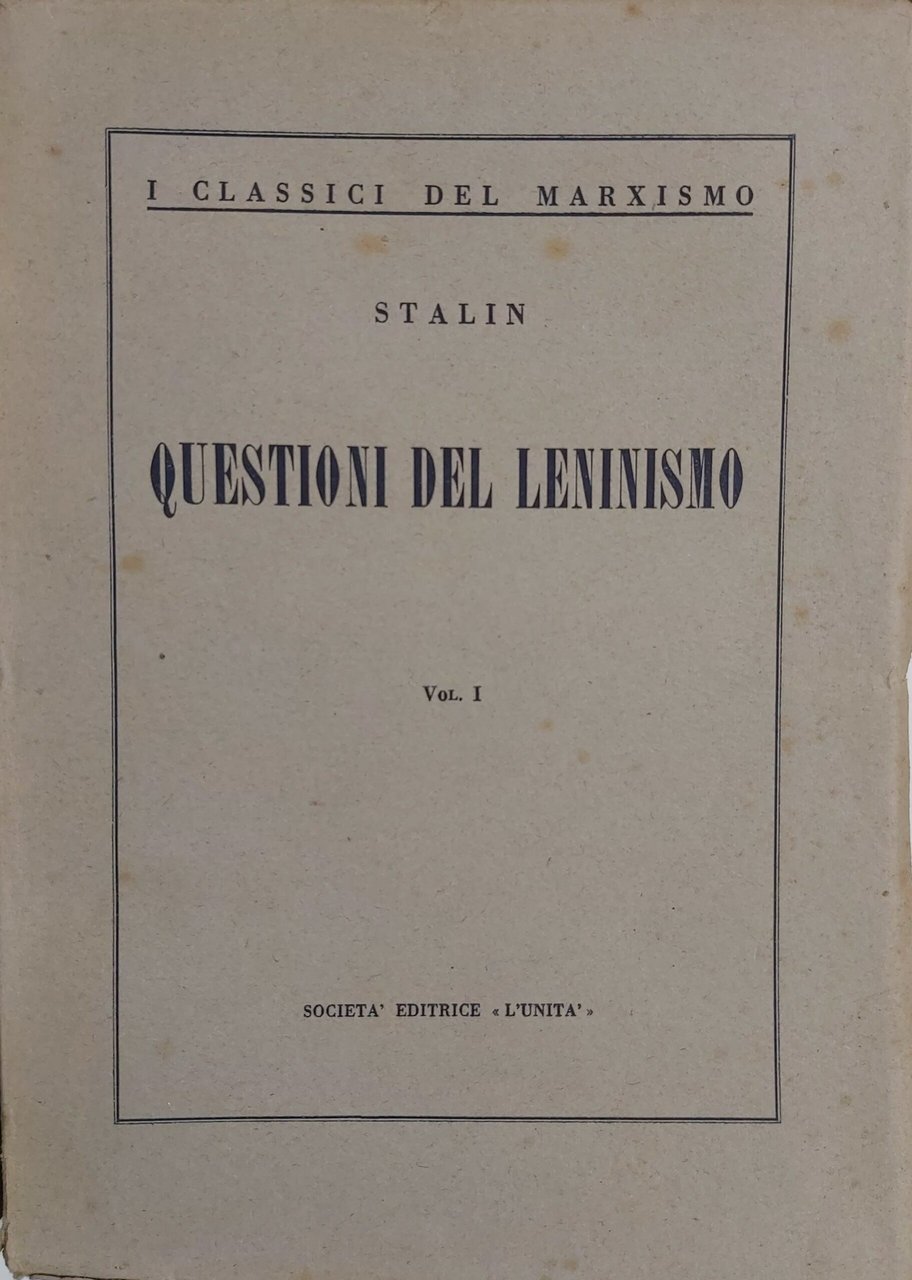 I CLASSICI DEL MARXISMO
STALIN
QUESTIONI DEL LENINISMO
VOL. I
SOCIETA' EDITRICE « L'UNITA' »